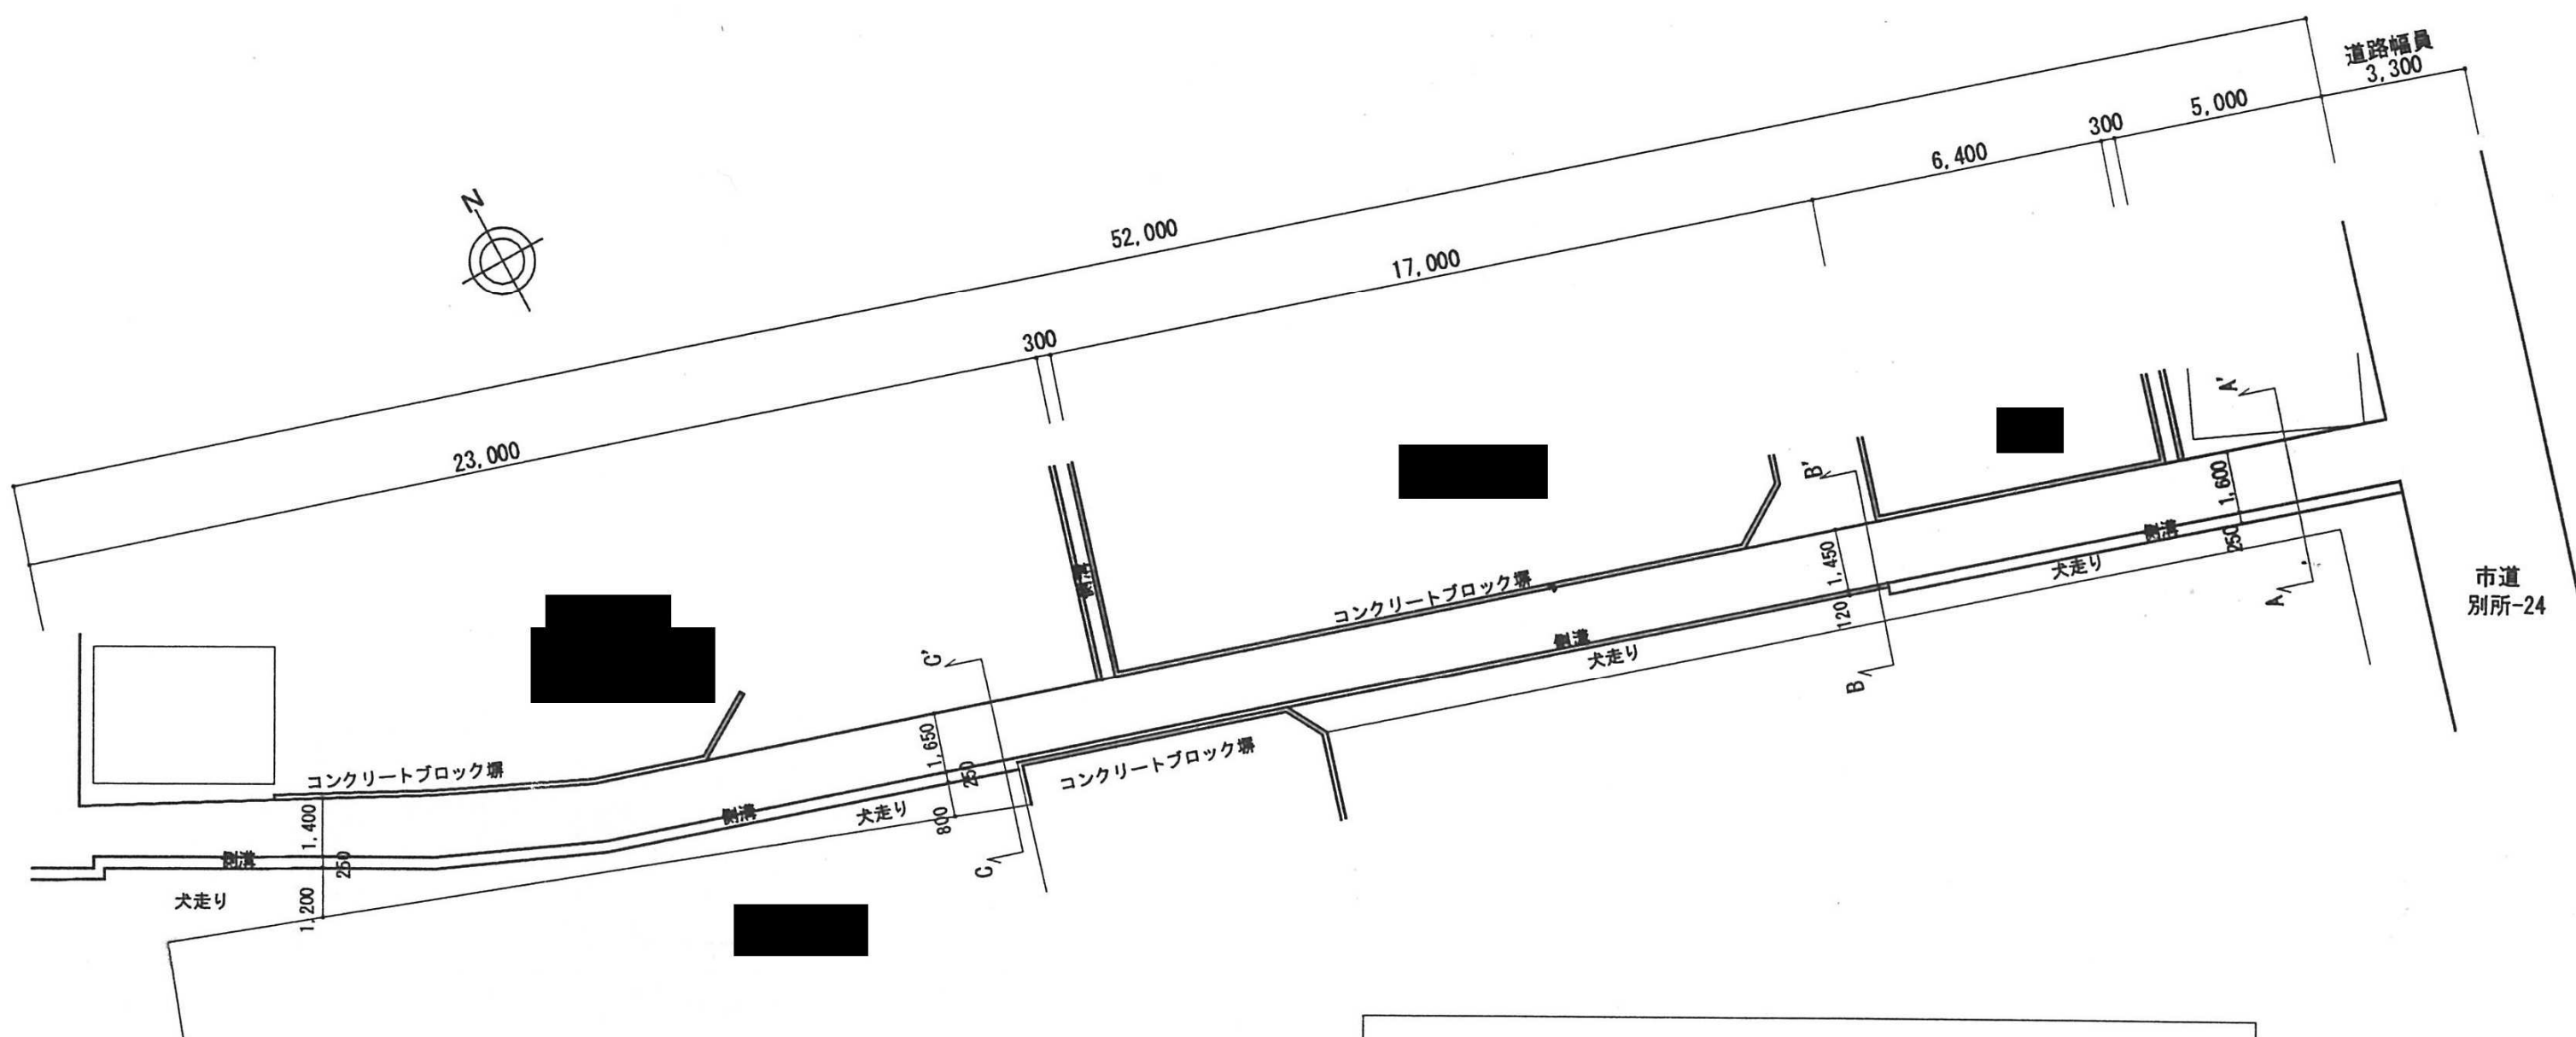 道路幅員
3,300
5,000
300
6,400
52,000
17,000
300
23,000
N
A'
1,600
側溝
250
犬走り
A
市道
別所-24
B'
1,450
120
B
コンクリートブロック塀
側溝
犬走り
側溝
C'
1,650
250
800
C
コンクリートブロック塀
側溝
犬走り
コンクリートブロック塀
1,400
側溝
250
犬走り
1,200